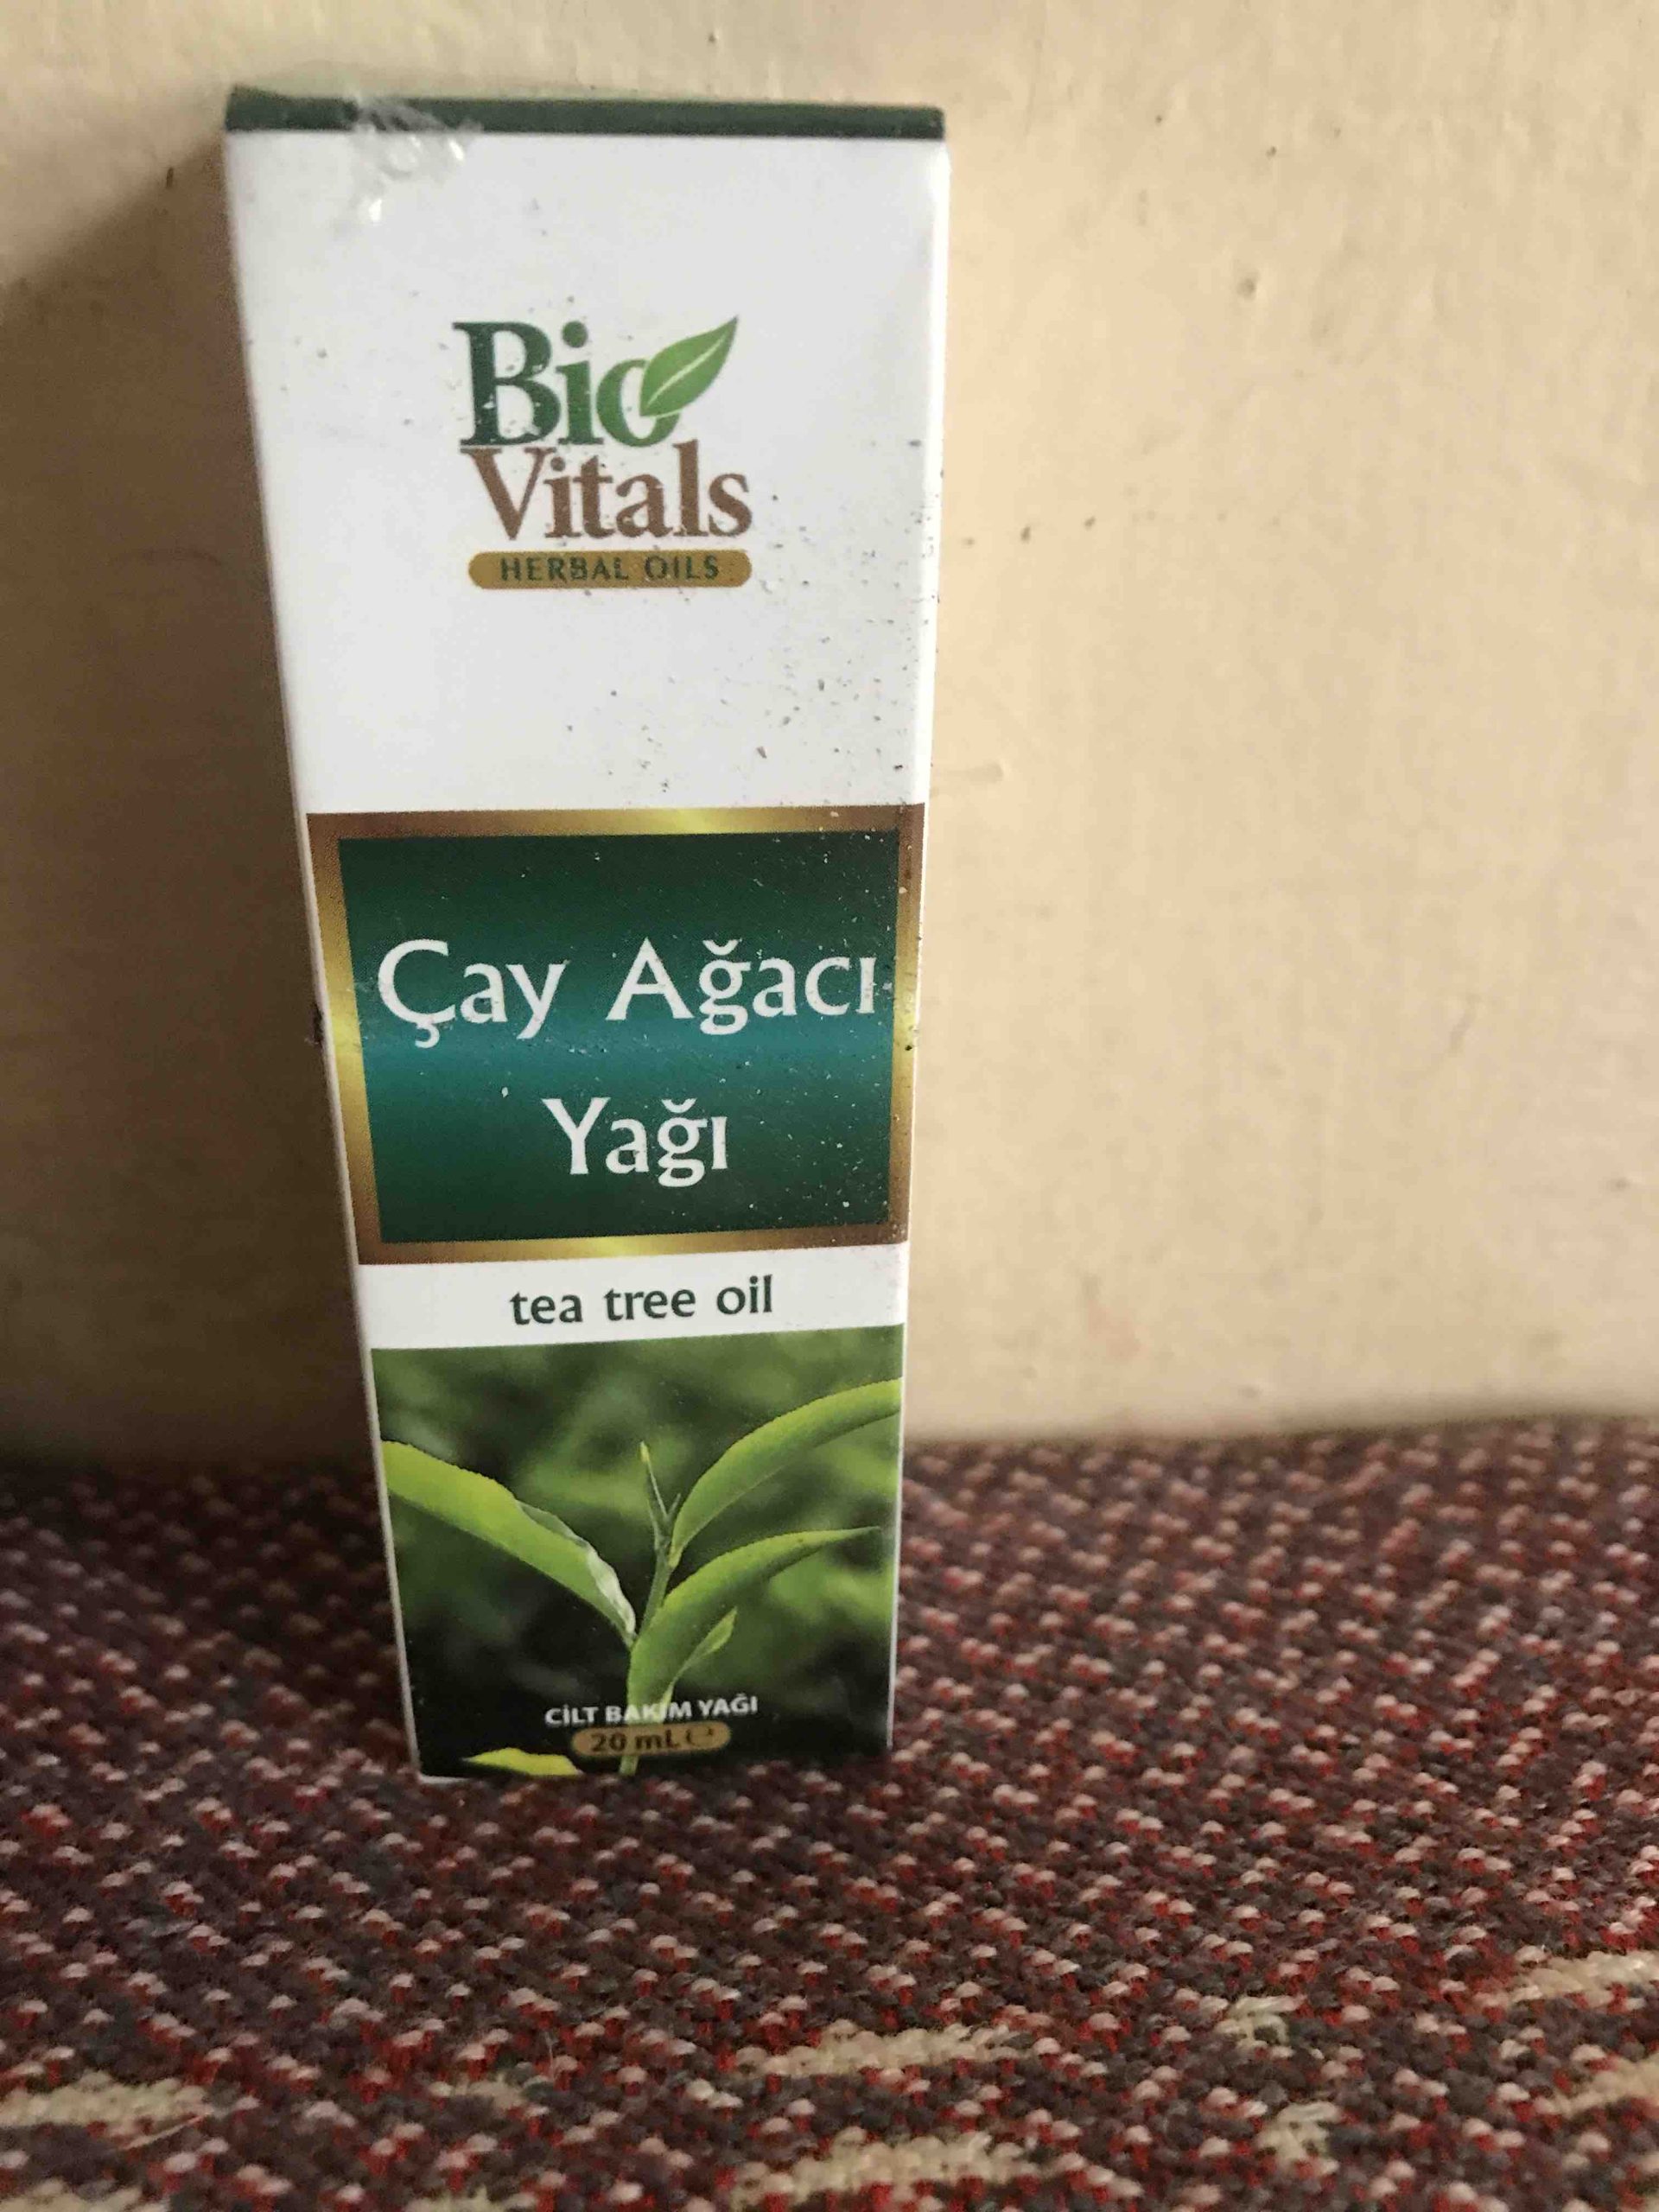 Bio
Vitals
HERBAL OILS
Çay Ağacı
Yağı
tea tree oil
CİLT BAKIM YAĞI
20 mL ℮